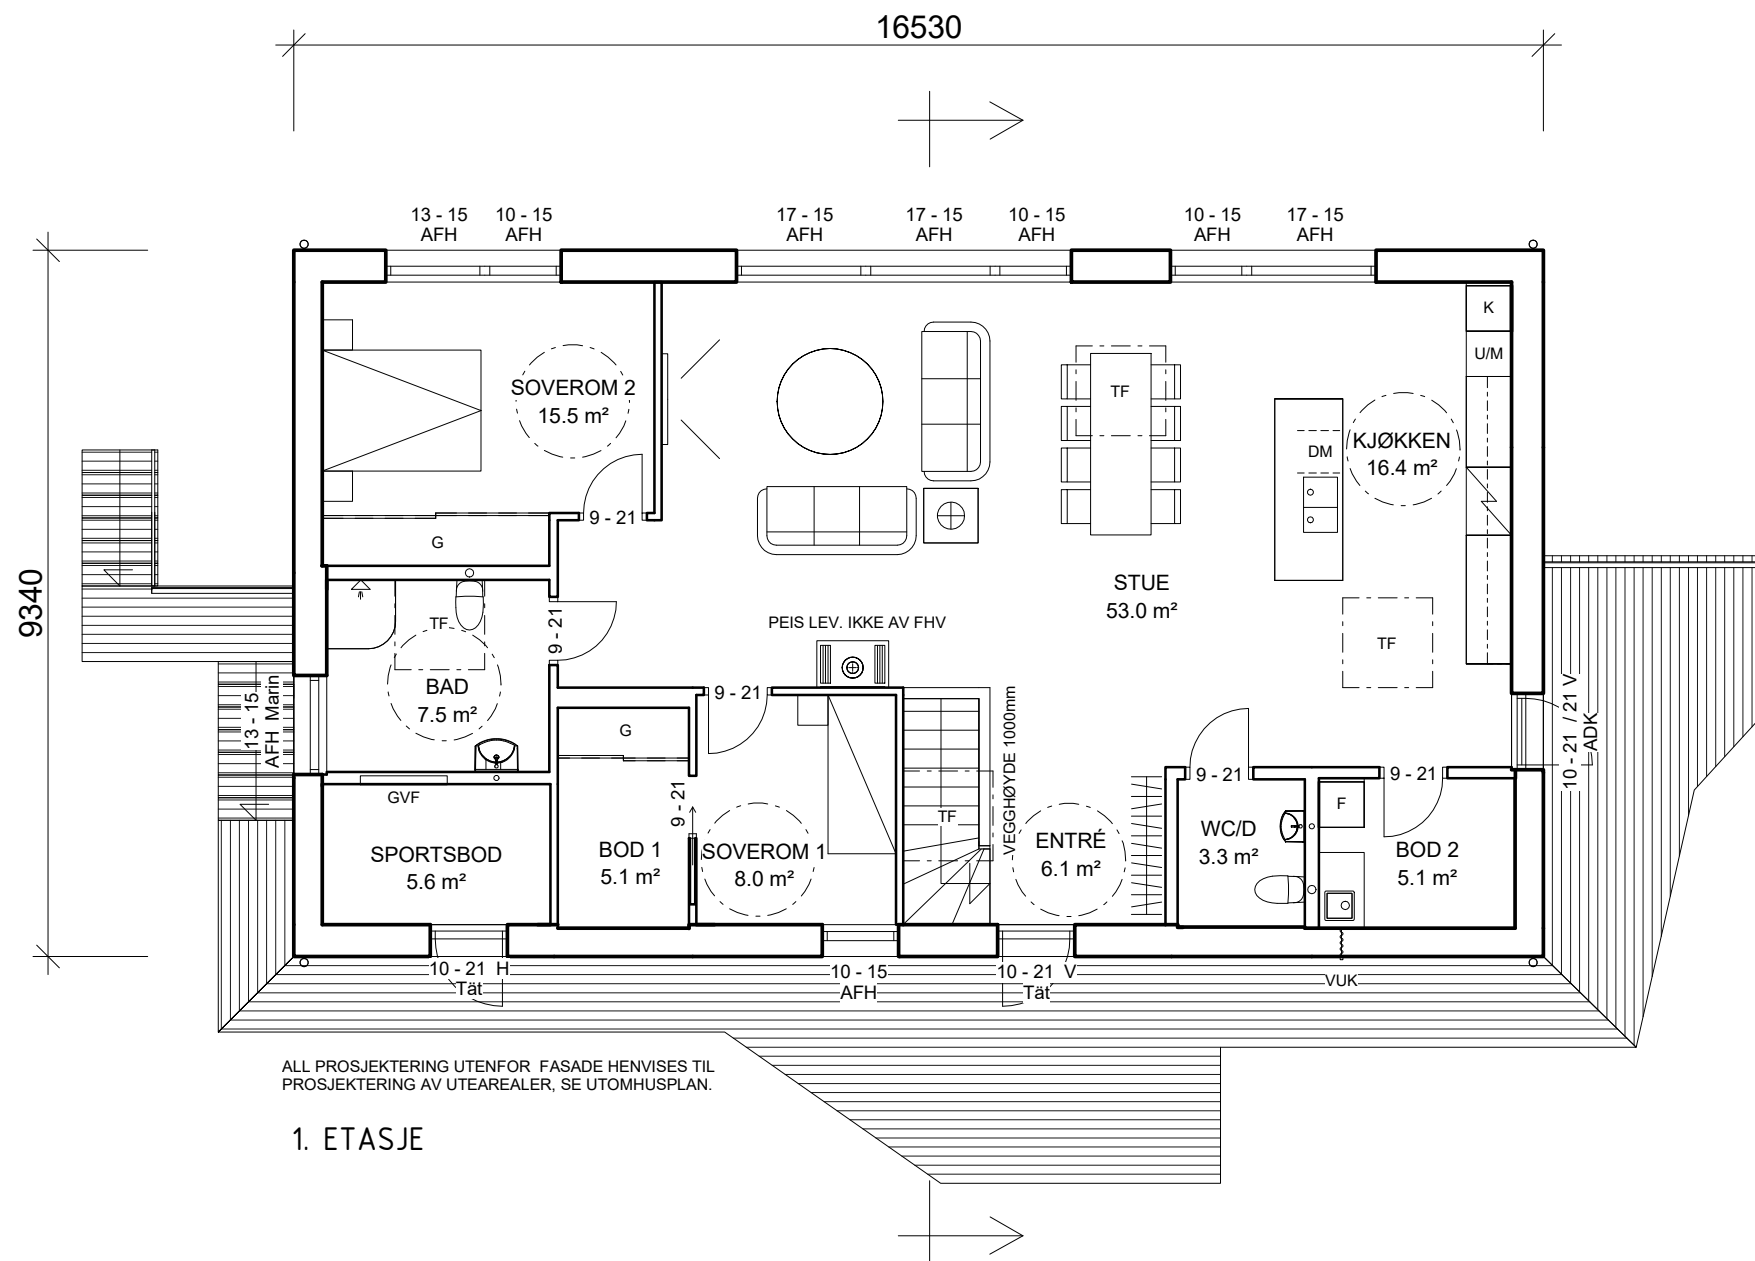 16530
13 - 15
AFH
10 - 15
AFH
17 - 15
AFH
17 - 15
AFH
10 - 15
AFH
10 - 15
AFH
17 - 15
AFH
9340
K
U/M
SOVEROM 2
15.5 m²
TF
DM
KJØKKEN
16.4 m²
9 - 21
G
STUE
53.0 m²
TF
9 - 21
PEIS LEV. IKKE AV FHV
TF
BAD
7.5 m²
13 - 15
AFH Marin
9 - 21
G
VEGGHØYDE 1000mm
10 - 21 / 21 V
ADK
9 - 21
9 - 21
9 - 21
GVF
TF
F
SPORTSBOD
5.6 m²
BOD 1
5.1 m²
SOVEROM 1
8.0 m²
ENTRÉ
6.1 m²
WC/D
3.3 m²
BOD 2
5.1 m²
10 - 21 H
Tät
10 - 15
AFH
10 - 21 V
Tät
VUK
ALL PROSJEKTERING UTENFOR FASADE HENVISES TIL
PROSJEKTERING AV UTEAREALER, SE UTOMHUSPLAN.
1. ETASJE